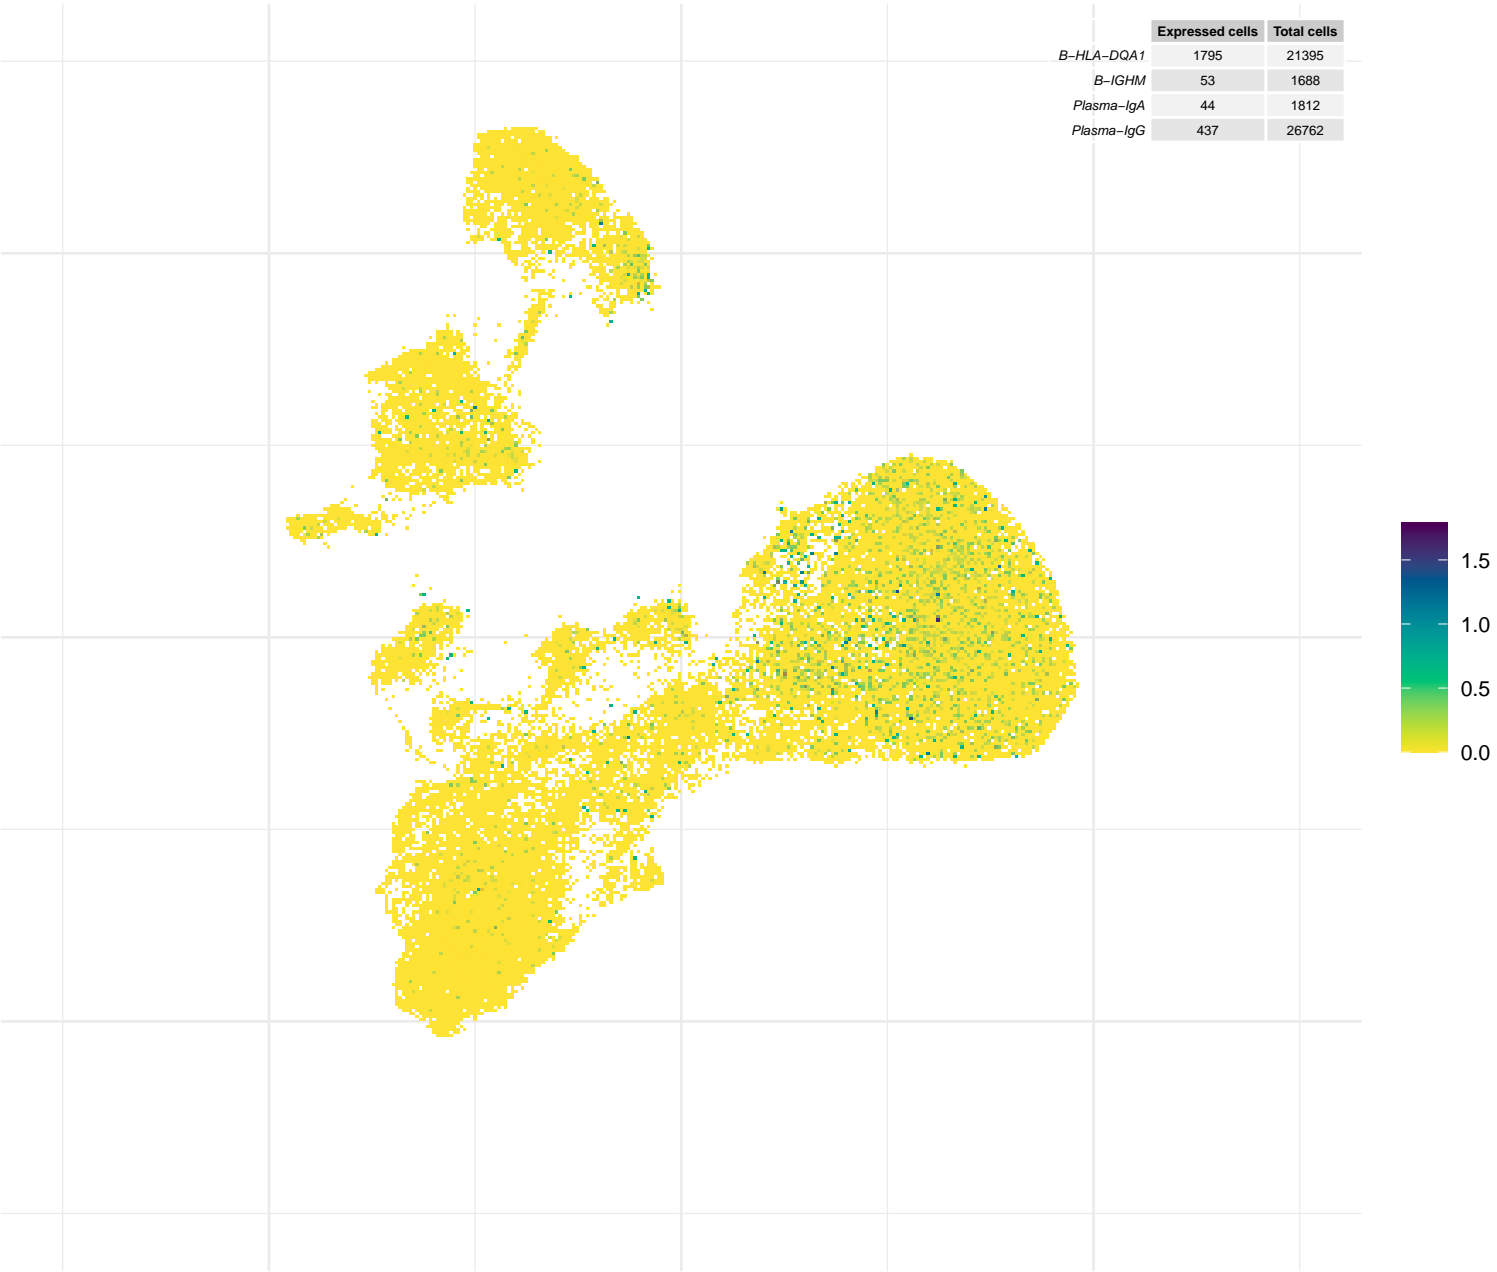 Expressed cells Total cells
B−HLA−DQA1 1795 21395
B−IGHM 53 1688
Plasma−IgA 44 1812
Plasma−IgG 437 26762
1.5
1.0
0.5
0.0